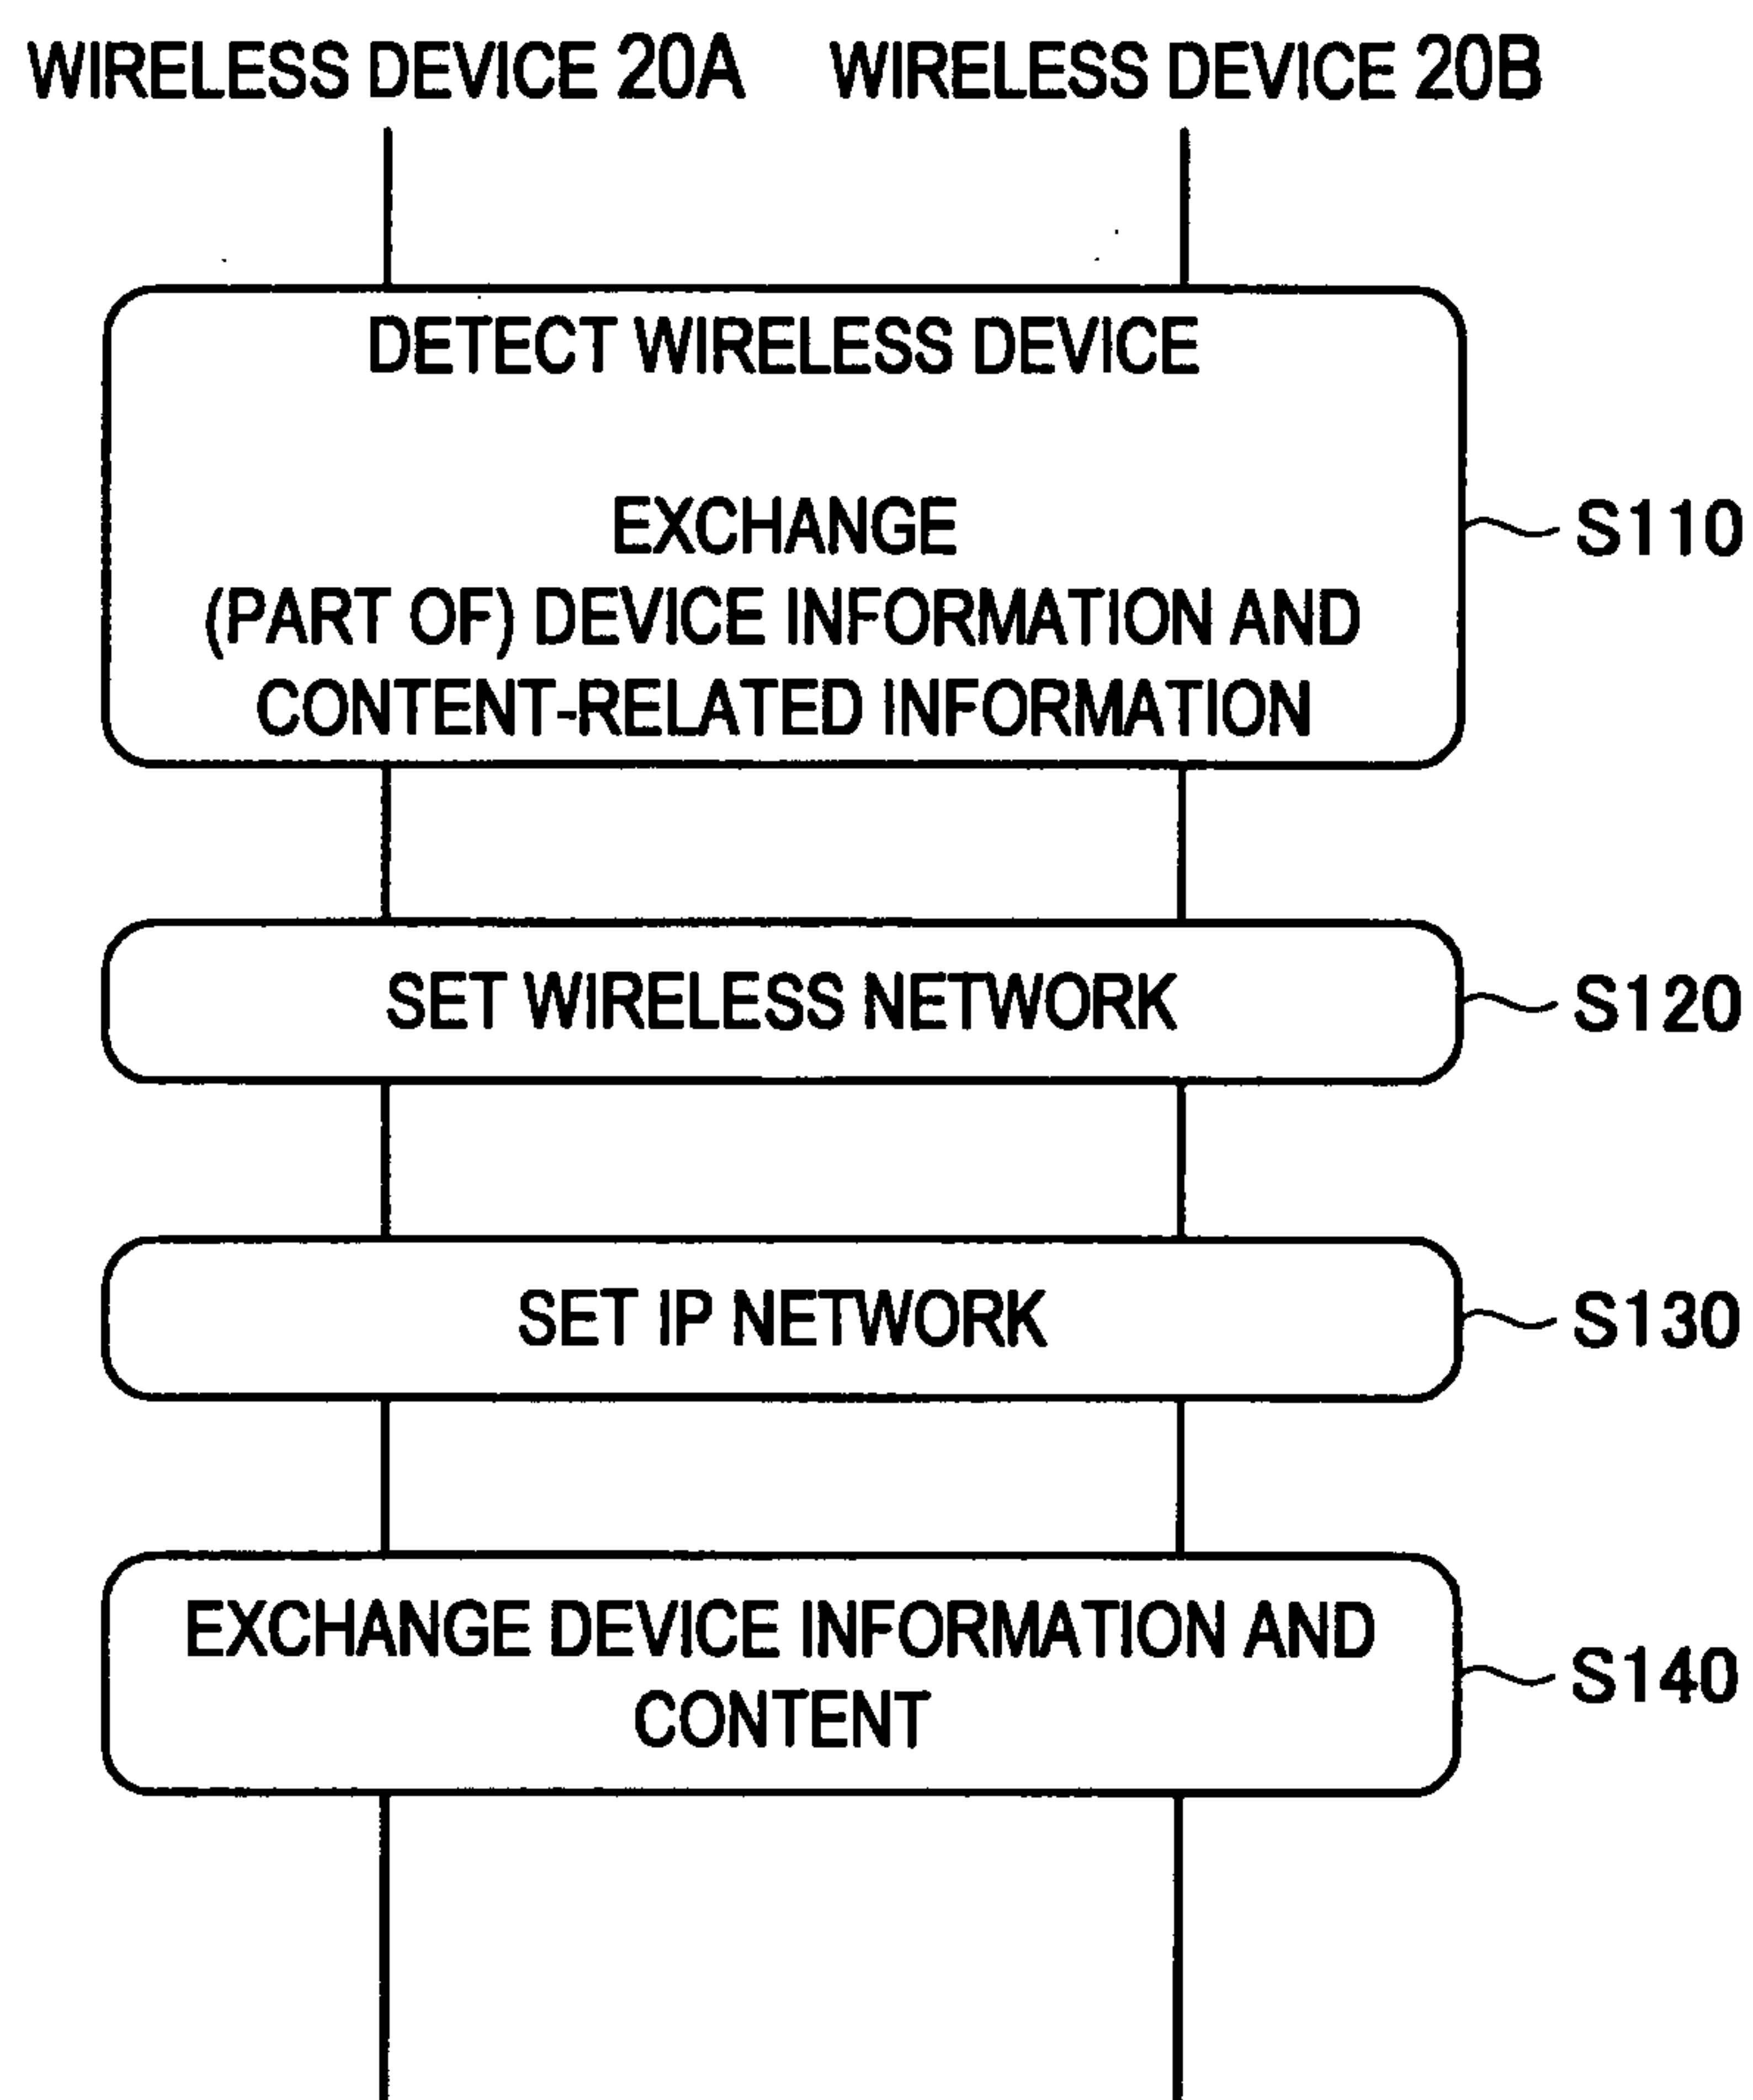 WIRELESS DEVICE 20A WIRELESS DEVICE 20B
DETECT WIRELESS DEVICE
EXCHANGE
S110
(PART OF) DEVICE INFORMATION AND
CONTENT-RELATED INFORMATION
SET WIRELESS NETWORK
S120
SET IP NETWORK
S130
EXCHANGE DEVICE INFORMATION AND
CONTENT
S140